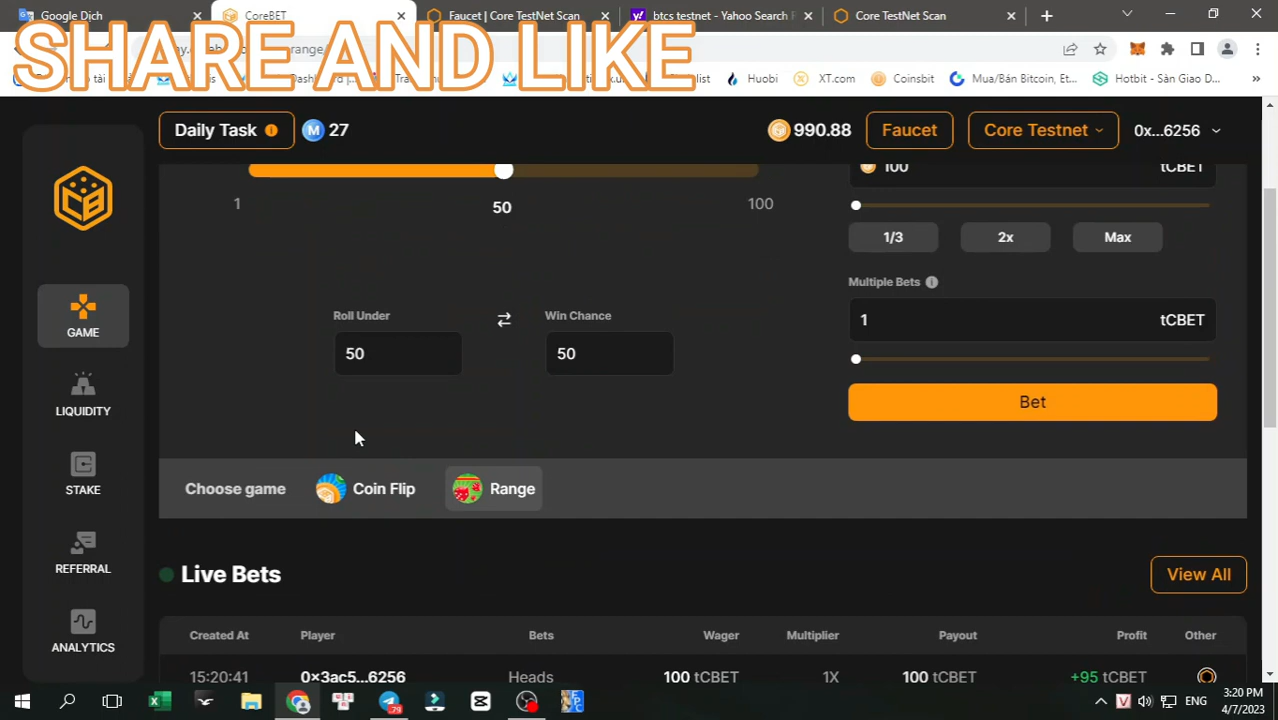 Google Dịch
CoreBET
Faucet | Core TestNet Scan
btcs testnet - Yahoo Search R
Core TestNet Scan
SHARE AND LIKE
range
Huobi
XT.com
Coinsbit
Mua/Bán Bitcoin, Et...
Hotbit - Sàn Giao D...
Daily Task
M 27
990.88
Faucet
Core Testnet
0x...6256
100 tCBET
1
50
100
1/3
2x
Max
Multiple Bets
1 tCBET
Roll Under
Win Chance
50
50
Bet
GAME
LIQUIDITY
STAKE
REFERRAL
ANALYTICS
Choose game
Coin Flip
Range
Live Bets
View All
Created At Player Bets Wager Multiplier Payout Profit Other
15:20:41 0x3ac5...6256 Heads 100 tCBET 1X 100 tCBET +95 tCBET
79
ENG
3:20 PM
4/7/2023